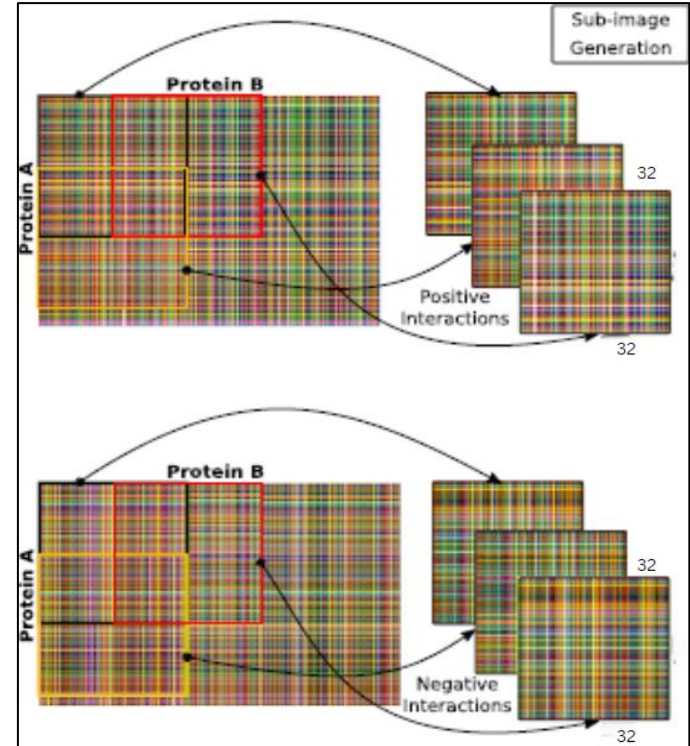 Sub-image
Generation
Protein B
Protein A
32
Positive
Interactions
32
Protein B
Protein A
32
Negative
Interactions
32